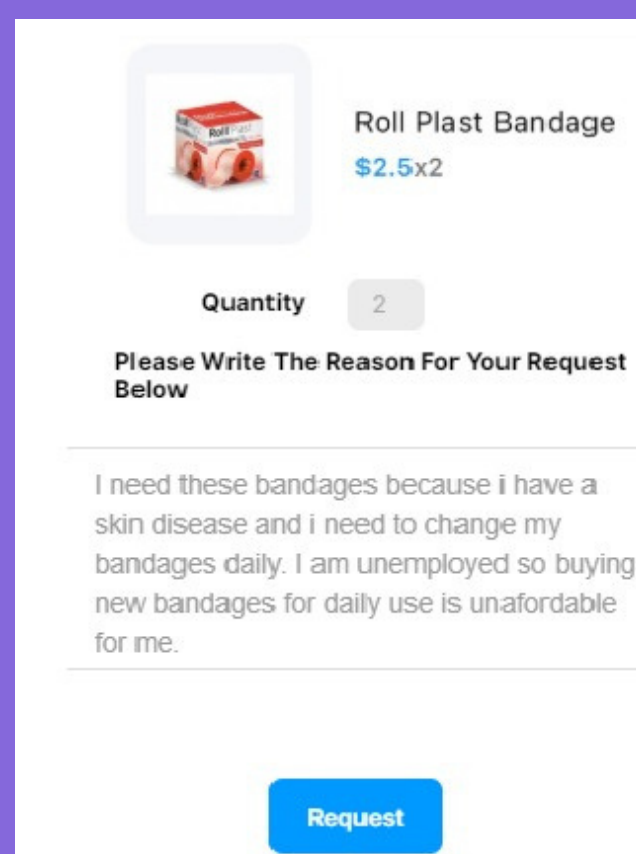 Roll Plast
Roll Plast Bandage
$2.5x2
Quantity 2
Please Write The Reason For Your Request
Below
I need these bandages because i have a
skin disease and i need to change my
bandages daily. I am unemployed so buying
new bandages for daily use is unafordable
for me.
Request